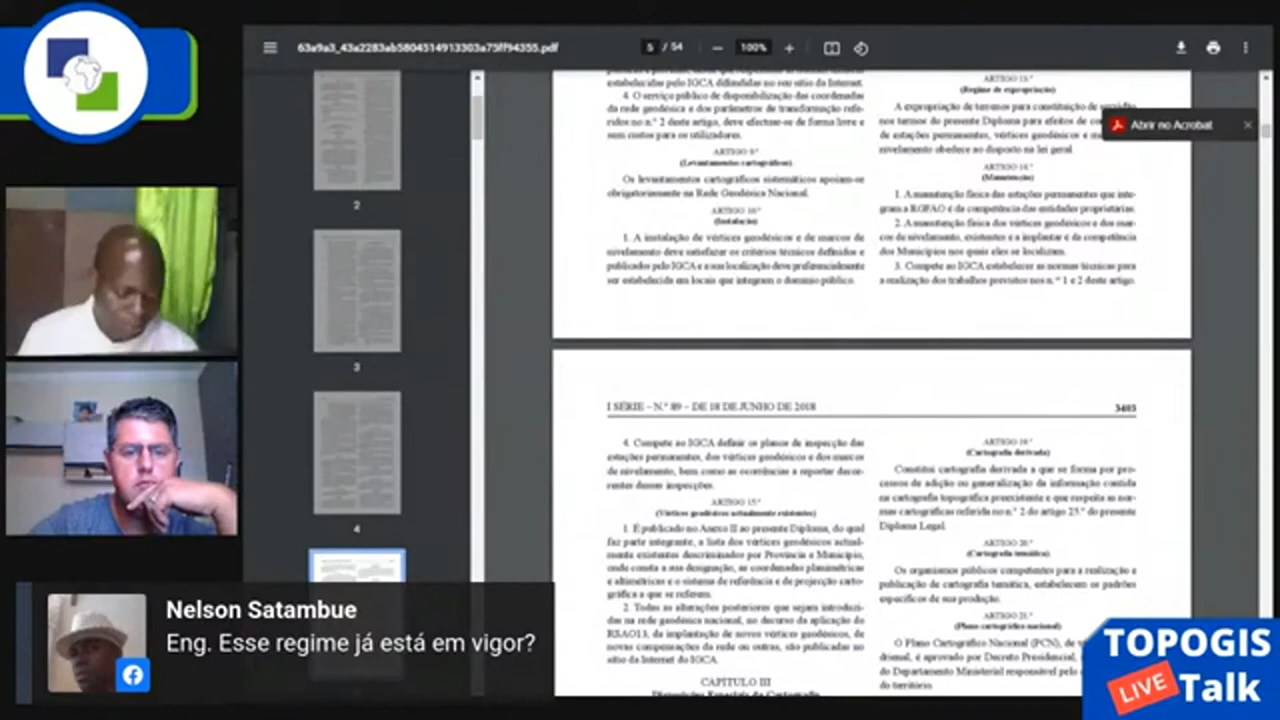 63a9a3_43a2283ab5804514913303a75ff94355.pdf
5 / 54
100%
Abrir no Acrobat
2
3
4
estabelecidas pelo IGCA difundidas no seu sítio da Internet.
4. O serviço público de disponibilização das coordenadas
da rede geodésica e dos parâmetros de transformação refe-
ridos no n.º 2 deste artigo, deve efectuar-se de forma livre e
sem custos para os utilizadores.
ARTIGO 9.º
(Levantamentos cartográficos)
Os levantamentos cartográficos sistemáticos apoiam-se
obrigatoriamente na Rede Geodésica Nacional.
ARTIGO 10.º
(Instalação)
1. A instalação de vértices geodésicos e de marcos de
nivelamento deve satisfazer os critérios técnicos definidos e
publicados pelo IGCA e a sua localização deve preferencialmente
ser estabelecida em locais que integram o domínio público.
ARTIGO 13.º
(Regime de expropriação)
A expropriação de terrenos para constituição de servidão
nos termos do presente Diploma para efeitos de
de estações permanentes, vértices geodésicos e
nivelamento obedece ao disposto na lei geral.
ARTIGO 14.º
(Manutenção)
1. A manutenção física das estações permanentes que inte-
gram a RGFAO é da competência das entidades proprietárias.
2. A manutenção física dos vértices geodésicos e dos mar-
cos de nivelamento, existentes e a implantar é da competência
dos Municípios nos quais eles se localizam.
3. Compete ao IGCA estabelecer as normas técnicas para
a realização dos trabalhos previstos nos n.ºs 1 e 2 deste artigo.
I SÉRIE – N.º 89 – DE 18 DE JUNHO DE 2018
3403
4. Compete ao IGCA definir os planos de inspecção das
estações permanentes, dos vértices geodésicos e dos marcos
de nivelamento, bem como as ocorrências a reportar decor-
rentes dessas inspecções.
ARTIGO 15.º
(Vértices geodésicos actualmente existentes)
1. É publicado no Anexo II ao presente Diploma, do qual
faz parte integrante, a lista dos vértices geodésicos actual-
mente existentes discriminados por Província e Município,
onde consta a sua designação, as coordenadas planimétricas
e altimétricas e o sistema de referência e de projecção carto-
gráfica a que se referem.
2. Todas as alterações posteriores que sejam introduzi-
das na rede geodésica nacional, no decurso da aplicação do
RSAO13, da implantação de novos vértices geodésicos, de
novas compensações da rede ou outras, são publicadas no
sítio da Internet do IGCA.
CAPÍTULO III
Disposições Especiais da Cartografia
ARTIGO 19.º
(Cartografia derivada)
Constitui cartografia derivada a que se forma por pro-
cessos de adição ou generalização da informação contida
na cartografia topográfica preexistente e que respeita as nor-
mas cartográficas referida no n.º 2 do artigo 25.º do presente
Diploma Legal.
ARTIGO 20.º
(Cartografia temática)
Os organismos públicos competentes para a realização e
publicação de cartografia temática, estabelecem os padrões
específicos de sua produção.
ARTIGO 21.º
(Plano cartográfico nacional)
O Plano Cartográfico Nacional (PCN), de
drienal, é aprovado por Decreto Presidencial,
do Departamento Ministerial responsável pelo
do território.
Nelson Satambue
Eng. Esse regime já está em vigor?
TOPOGIS
LIVE Talk